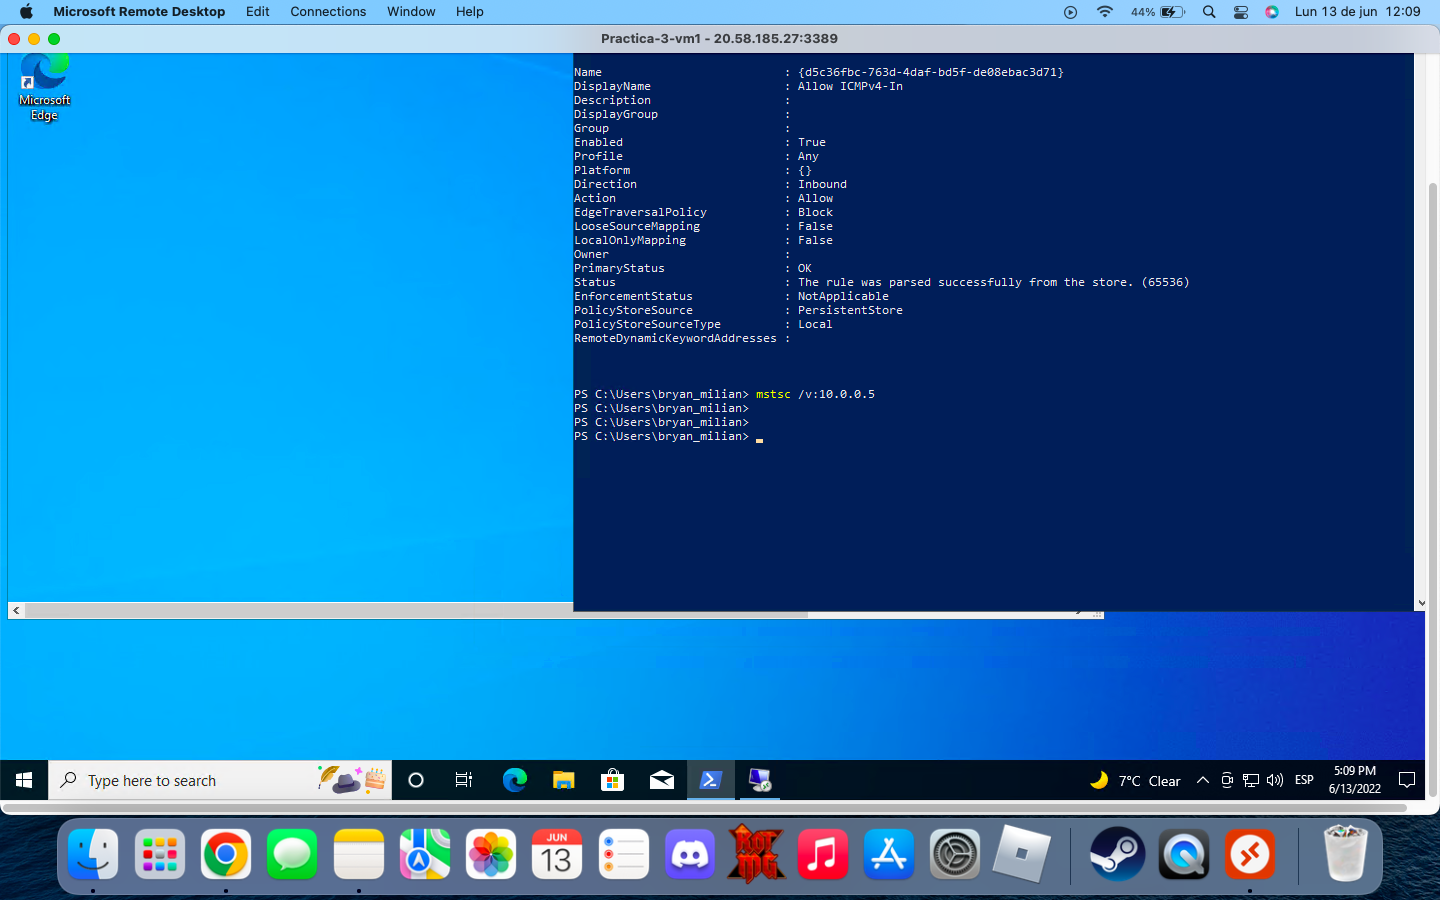 Microsoft Remote Desktop Edit Connections Window Help 44% Lun 13 de jun 12:09
Practica-3-vm1 - 20.58.185.27:3389
Microsoft
Edge
Name : {d5c36fbc-763d-4daf-bd5f-de08ebac3d71}
DisplayName : Allow ICMPv4-In
Description :
DisplayGroup :
Group :
Enabled : True
Profile : Any
Platform : {}
Direction : Inbound
Action : Allow
EdgeTraversalPolicy : Block
LooseSourceMapping : False
LocalOnlyMapping : False
Owner :
PrimaryStatus : OK
Status : The rule was parsed successfully from the store. (65536)
EnforcementStatus : NotApplicable
PolicyStoreSource : PersistentStore
PolicyStoreSourceType : Local
RemoteDynamicKeywordAddresses :
PS C:\Users\bryan_milian> mstsc /v:10.0.0.5
PS C:\Users\bryan_milian>
PS C:\Users\bryan_milian>
PS C:\Users\bryan_milian>
Type here to search
7°C Clear
ESP
5:09 PM
6/13/2022
JUN
13